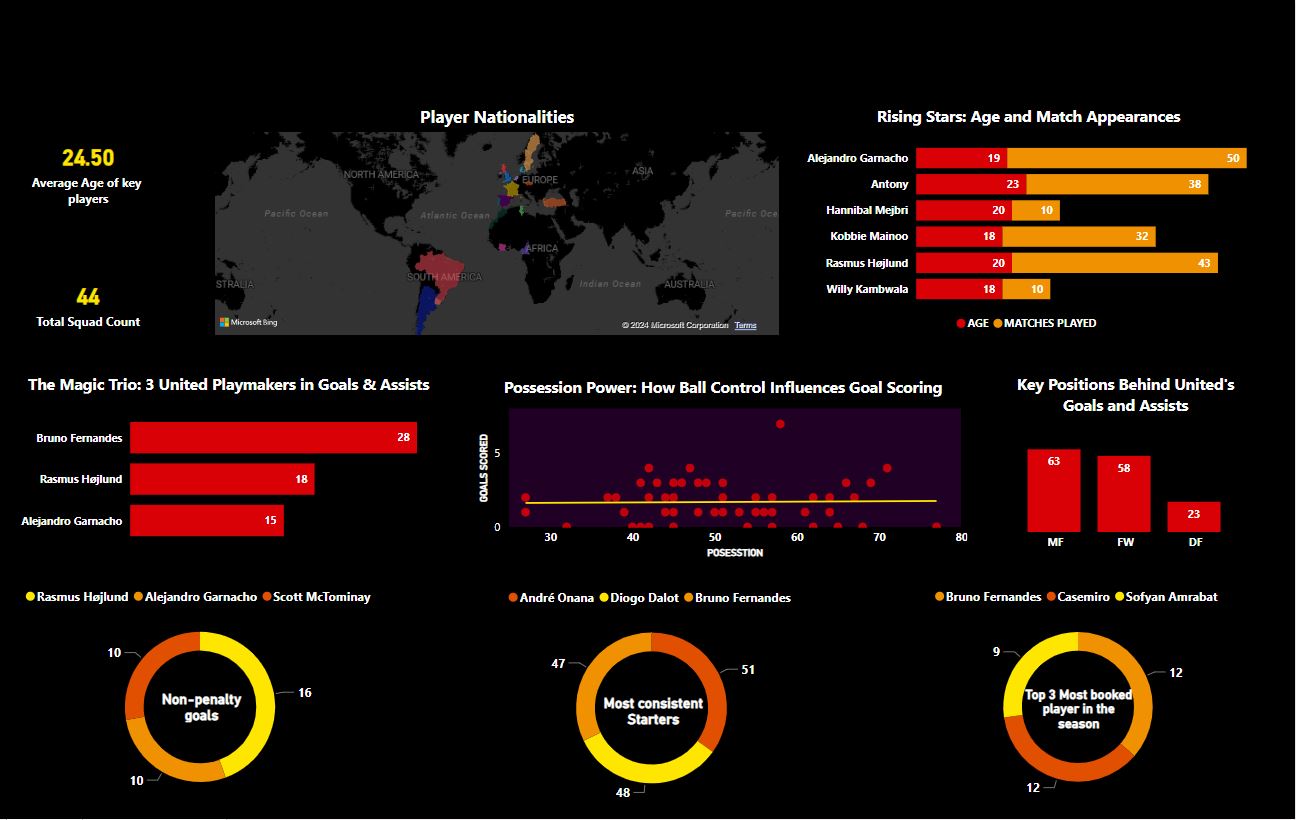 Player Nationalities
Rising Stars: Age and Match Appearances
24.50
Average Age of key
players
44
Total Squad Count
NORTH AMERICA
EUROPE
ASIA
Pacific Ocean
Atlantic Ocean
Pacific Oce
AFRICA
SOUTH AMERICA
STRALIA
Indian Ocean
AUSTRALIA
Microsoft Bing
© 2024 Microsoft Corporation Terms
Alejandro Garnacho 19 50
Antony 23 38
Hannibal Mejbri 20 10
Kobbie Mainoo 18 32
Rasmus Højlund 20 43
Willy Kambwala 18 10
AGE MATCHES PLAYED
The Magic Trio: 3 United Playmakers in Goals & Assists
Bruno Fernandes 28
Rasmus Højlund 18
Alejandro Garnacho 15
Possession Power: How Ball Control Influences Goal Scoring
GOALS SCORED
5
0
30 40 50 60 70 80
POSESSTION
Key Positions Behind United's
Goals and Assists
63 58 23
MF FW DF
Rasmus Højlund Alejandro Garnacho Scott McTominay
10
16
10
Non-penalty
goals
André Onana Diogo Dalot Bruno Fernandes
47
51
48
Most consistent
Starters
Bruno Fernandes Casemiro Sofyan Amrabat
9
12
12
Top 3 Most booked
player in the
season